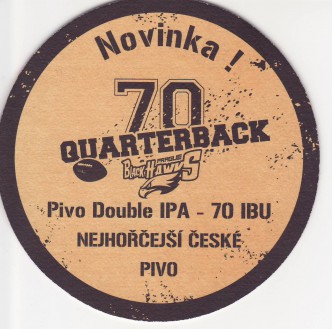 Novinka !
70
QUARTERBACK
PRAGUE
BLACK HAWKS
Pivo Double IPA - 70 IBU
NEJHOŘČEJŠÍ ČESKÉ
PIVO